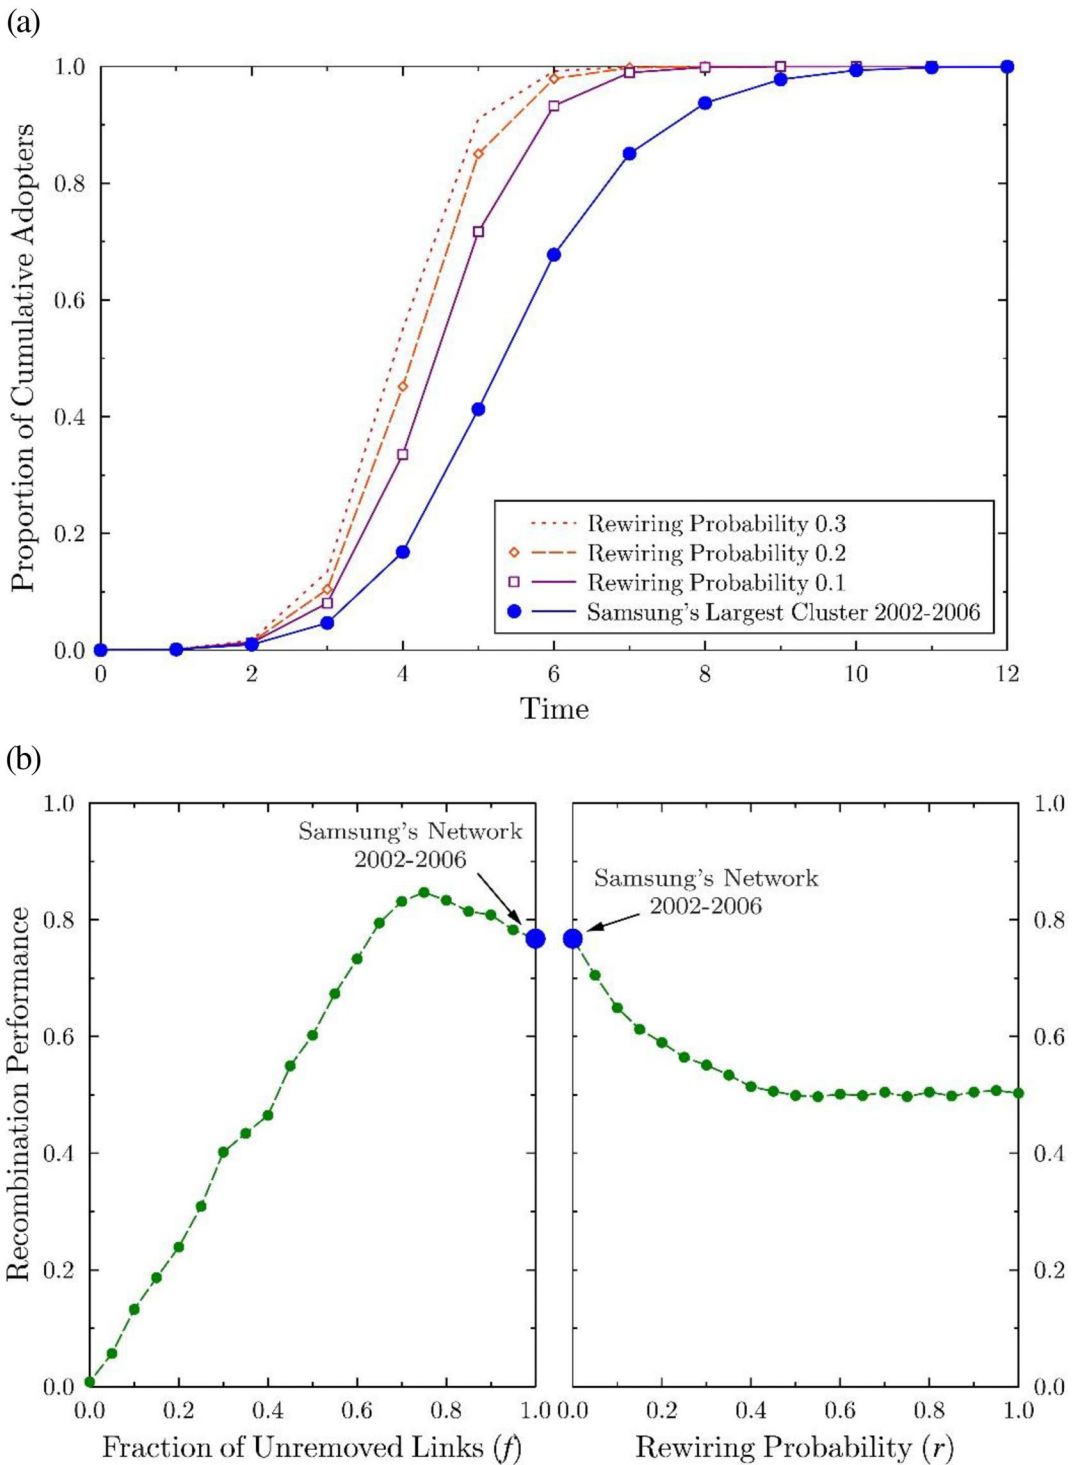 (a)
Proportion of Cumulative Adopters
1.0
0.8
0.6
0.4
0.2
0.0
0 2 4 6 8 10 12
Time
Rewiring Probability 0.3
Rewiring Probability 0.2
Rewiring Probability 0.1
Samsung's Largest Cluster 2002-2006
(b)
Recombination Performance
1.0
0.8
0.6
0.4
0.2
0.0
Samsung's Network
2002-2006
0.0 0.2 0.4 0.6 0.8 1.0
Fraction of Unremoved Links (f)
Samsung's Network
2002-2006
1.0
0.8
0.6
0.4
0.2
0.0
0.0 0.2 0.4 0.6 0.8 1.0
Rewiring Probability (r)